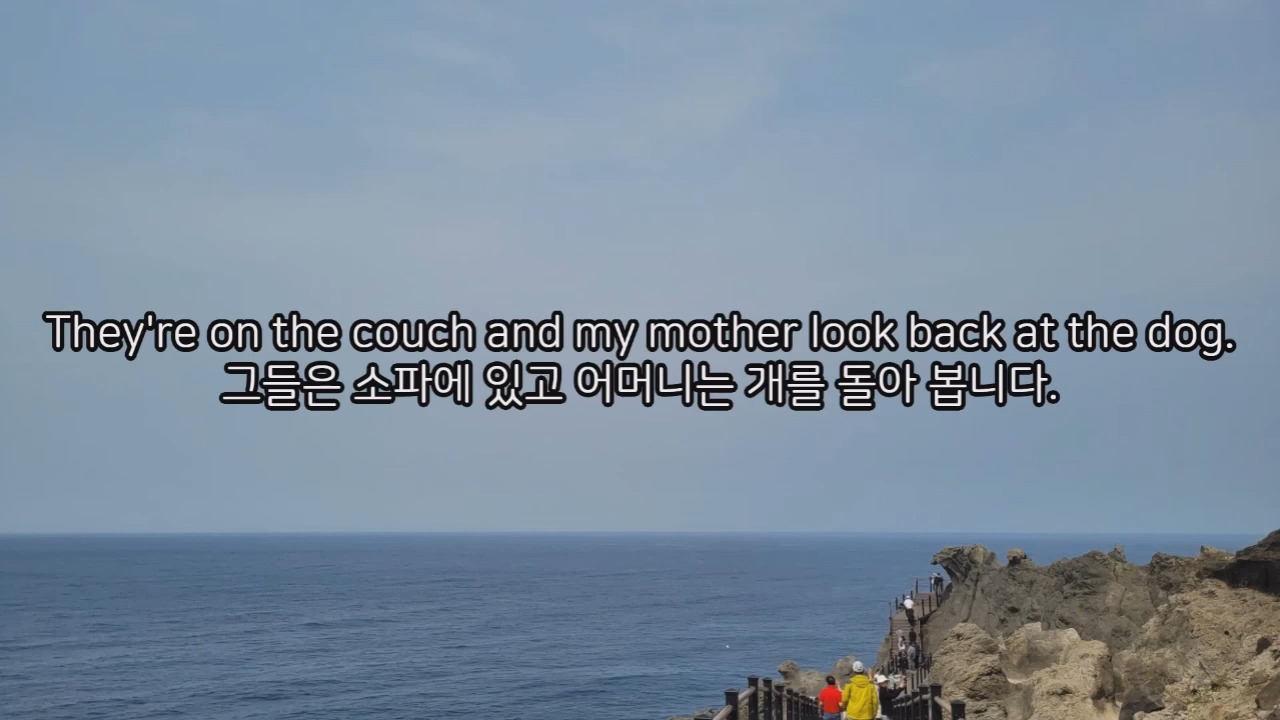 They're on the couch and my mother look back at the dog.
그들은 소파에 있고 어머니는 개를 돌아 봅니다.